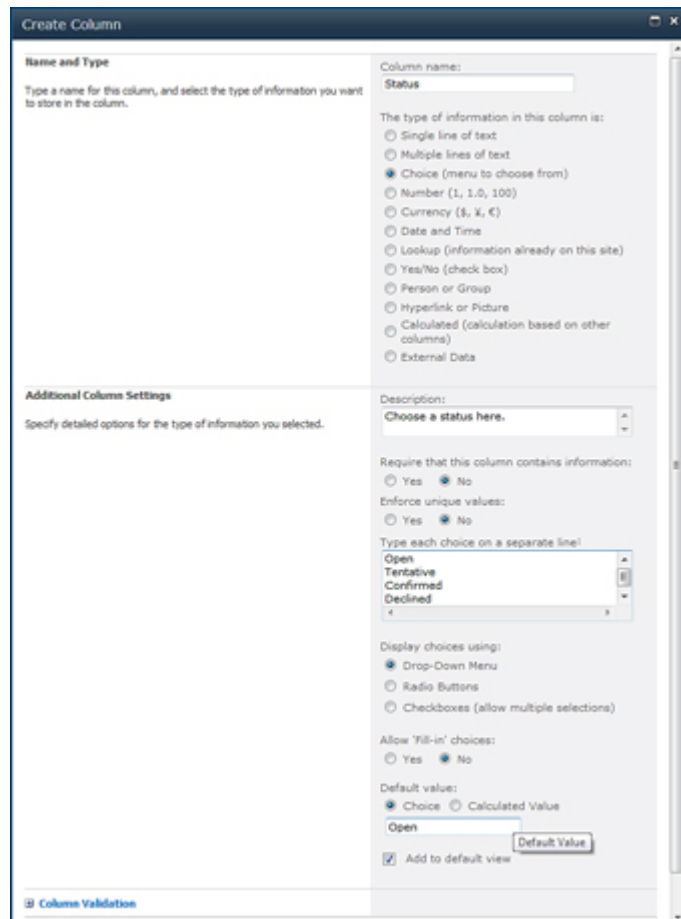 Create Column
Name and Type
Type a name for this column, and select the type of information you want
to store in the column.
Column name:
Status
The type of information in this column is:
Single line of text
Multiple lines of text
Choice (menu to choose from)
Number (1, 1.0, 100)
Currency ($, ¥, €)
Date and Time
Lookup (information already on this site)
Yes/No (check box)
Person or Group
Hyperlink or Picture
Calculated (calculation based on other
columns)
External Data
Additional Column Settings
Specify detailed options for the type of information you selected.
Description:
Choose a status here.
Require that this column contains information:
Yes No
Enforce unique values:
Yes No
Type each choice on a separate line:
Open
Tentative
Confirmed
Declined
Display choices using:
Drop-Down Menu
Radio Buttons
Checkboxes (allow multiple selections)
Allow 'Fill-in' choices:
Yes No
Default value:
Choice Calculated Value
Open
Default Value
Add to default view
Column Validation